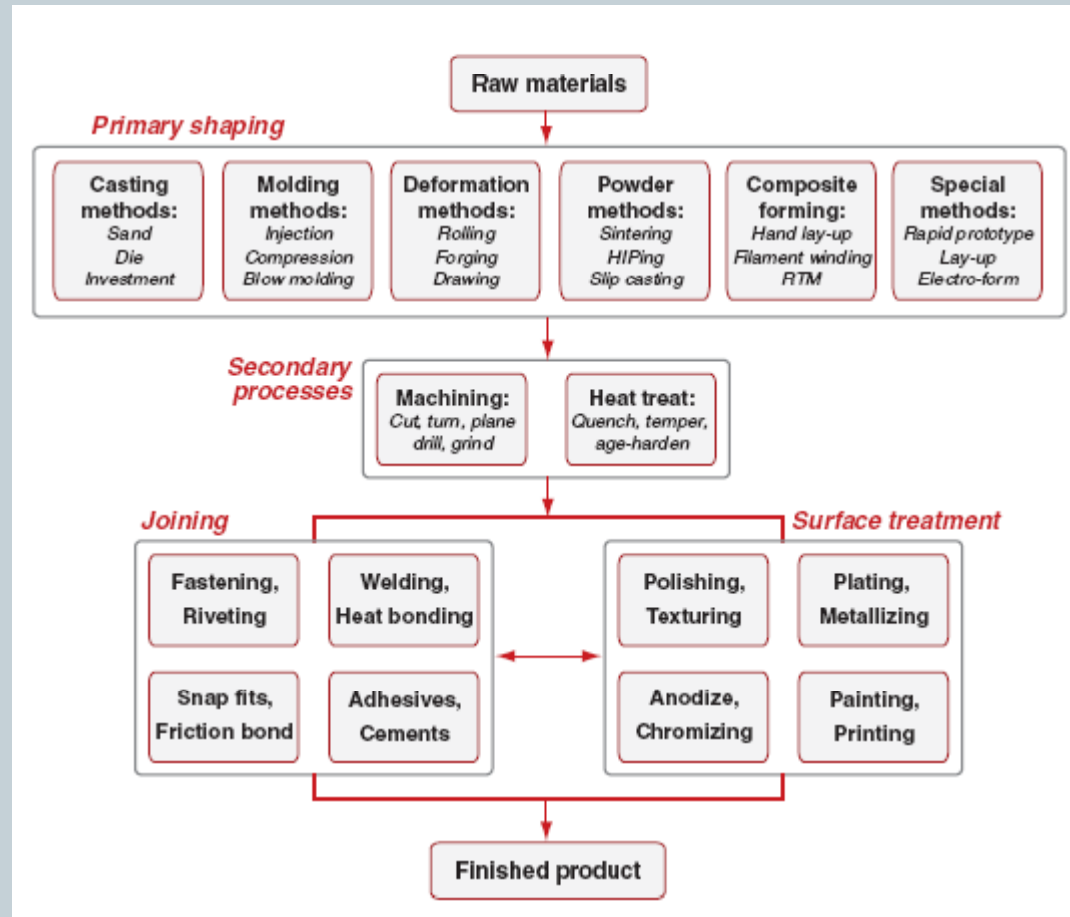 Raw materials
Primary shaping
Casting
methods:
Sand
Die
Investment
Molding
methods:
Injection
Compression
Blow molding
Deformation
methods:
Rolling
Forging
Drawing
Powder
methods:
Sintering
HIPing
Slip casting
Composite
forming:
Hand lay-up
Filament winding
RTM
Special
methods:
Rapid prototype
Lay-up
Electro-form
Secondary
processes
Machining:
Cut, turn, plane
drill, grind
Heat treat:
Quench, temper,
age-harden
Joining
Fastening,
Riveting
Welding,
Heat bonding
Snap fits,
Friction bond
Adhesives,
Cements
Surface treatment
Polishing,
Texturing
Plating,
Metallizing
Anodize,
Chromizing
Painting,
Printing
Finished product